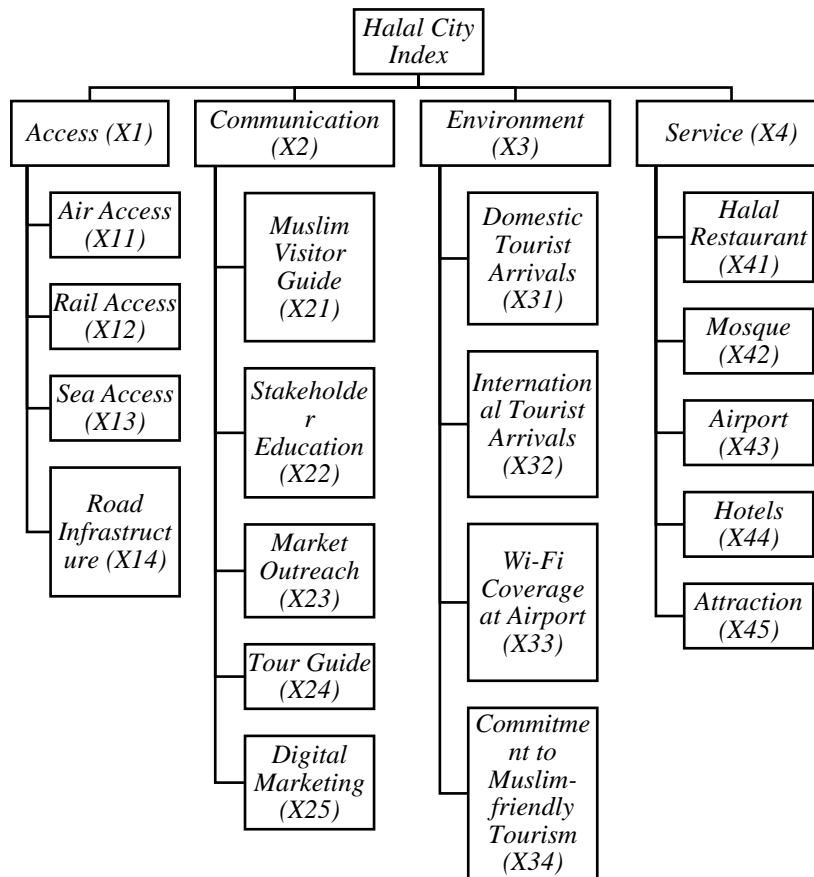 Halal City
Index
Access (X1)
Communication
(X2)
Environment
(X3)
Service (X4)
Air Access
(X11)
Rail Access
(X12)
Sea Access
(X13)
Road
Infrastruct
ure (X14)
Muslim
Visitor
Guide
(X21)
Stakeholde
r
Education
(X22)
Market
Outreach
(X23)
Tour Guide
(X24)
Digital
Marketing
(X25)
Domestic
Tourist
Arrivals
(X31)
Internation
al Tourist
Arrivals
(X32)
Wi-Fi
Coverage
at Airport
(X33)
Commitme
nt to
Muslim-
friendly
Tourism
(X34)
Halal
Restaurant
(X41)
Mosque
(X42)
Airport
(X43)
Hotels
(X44)
Attraction
(X45)